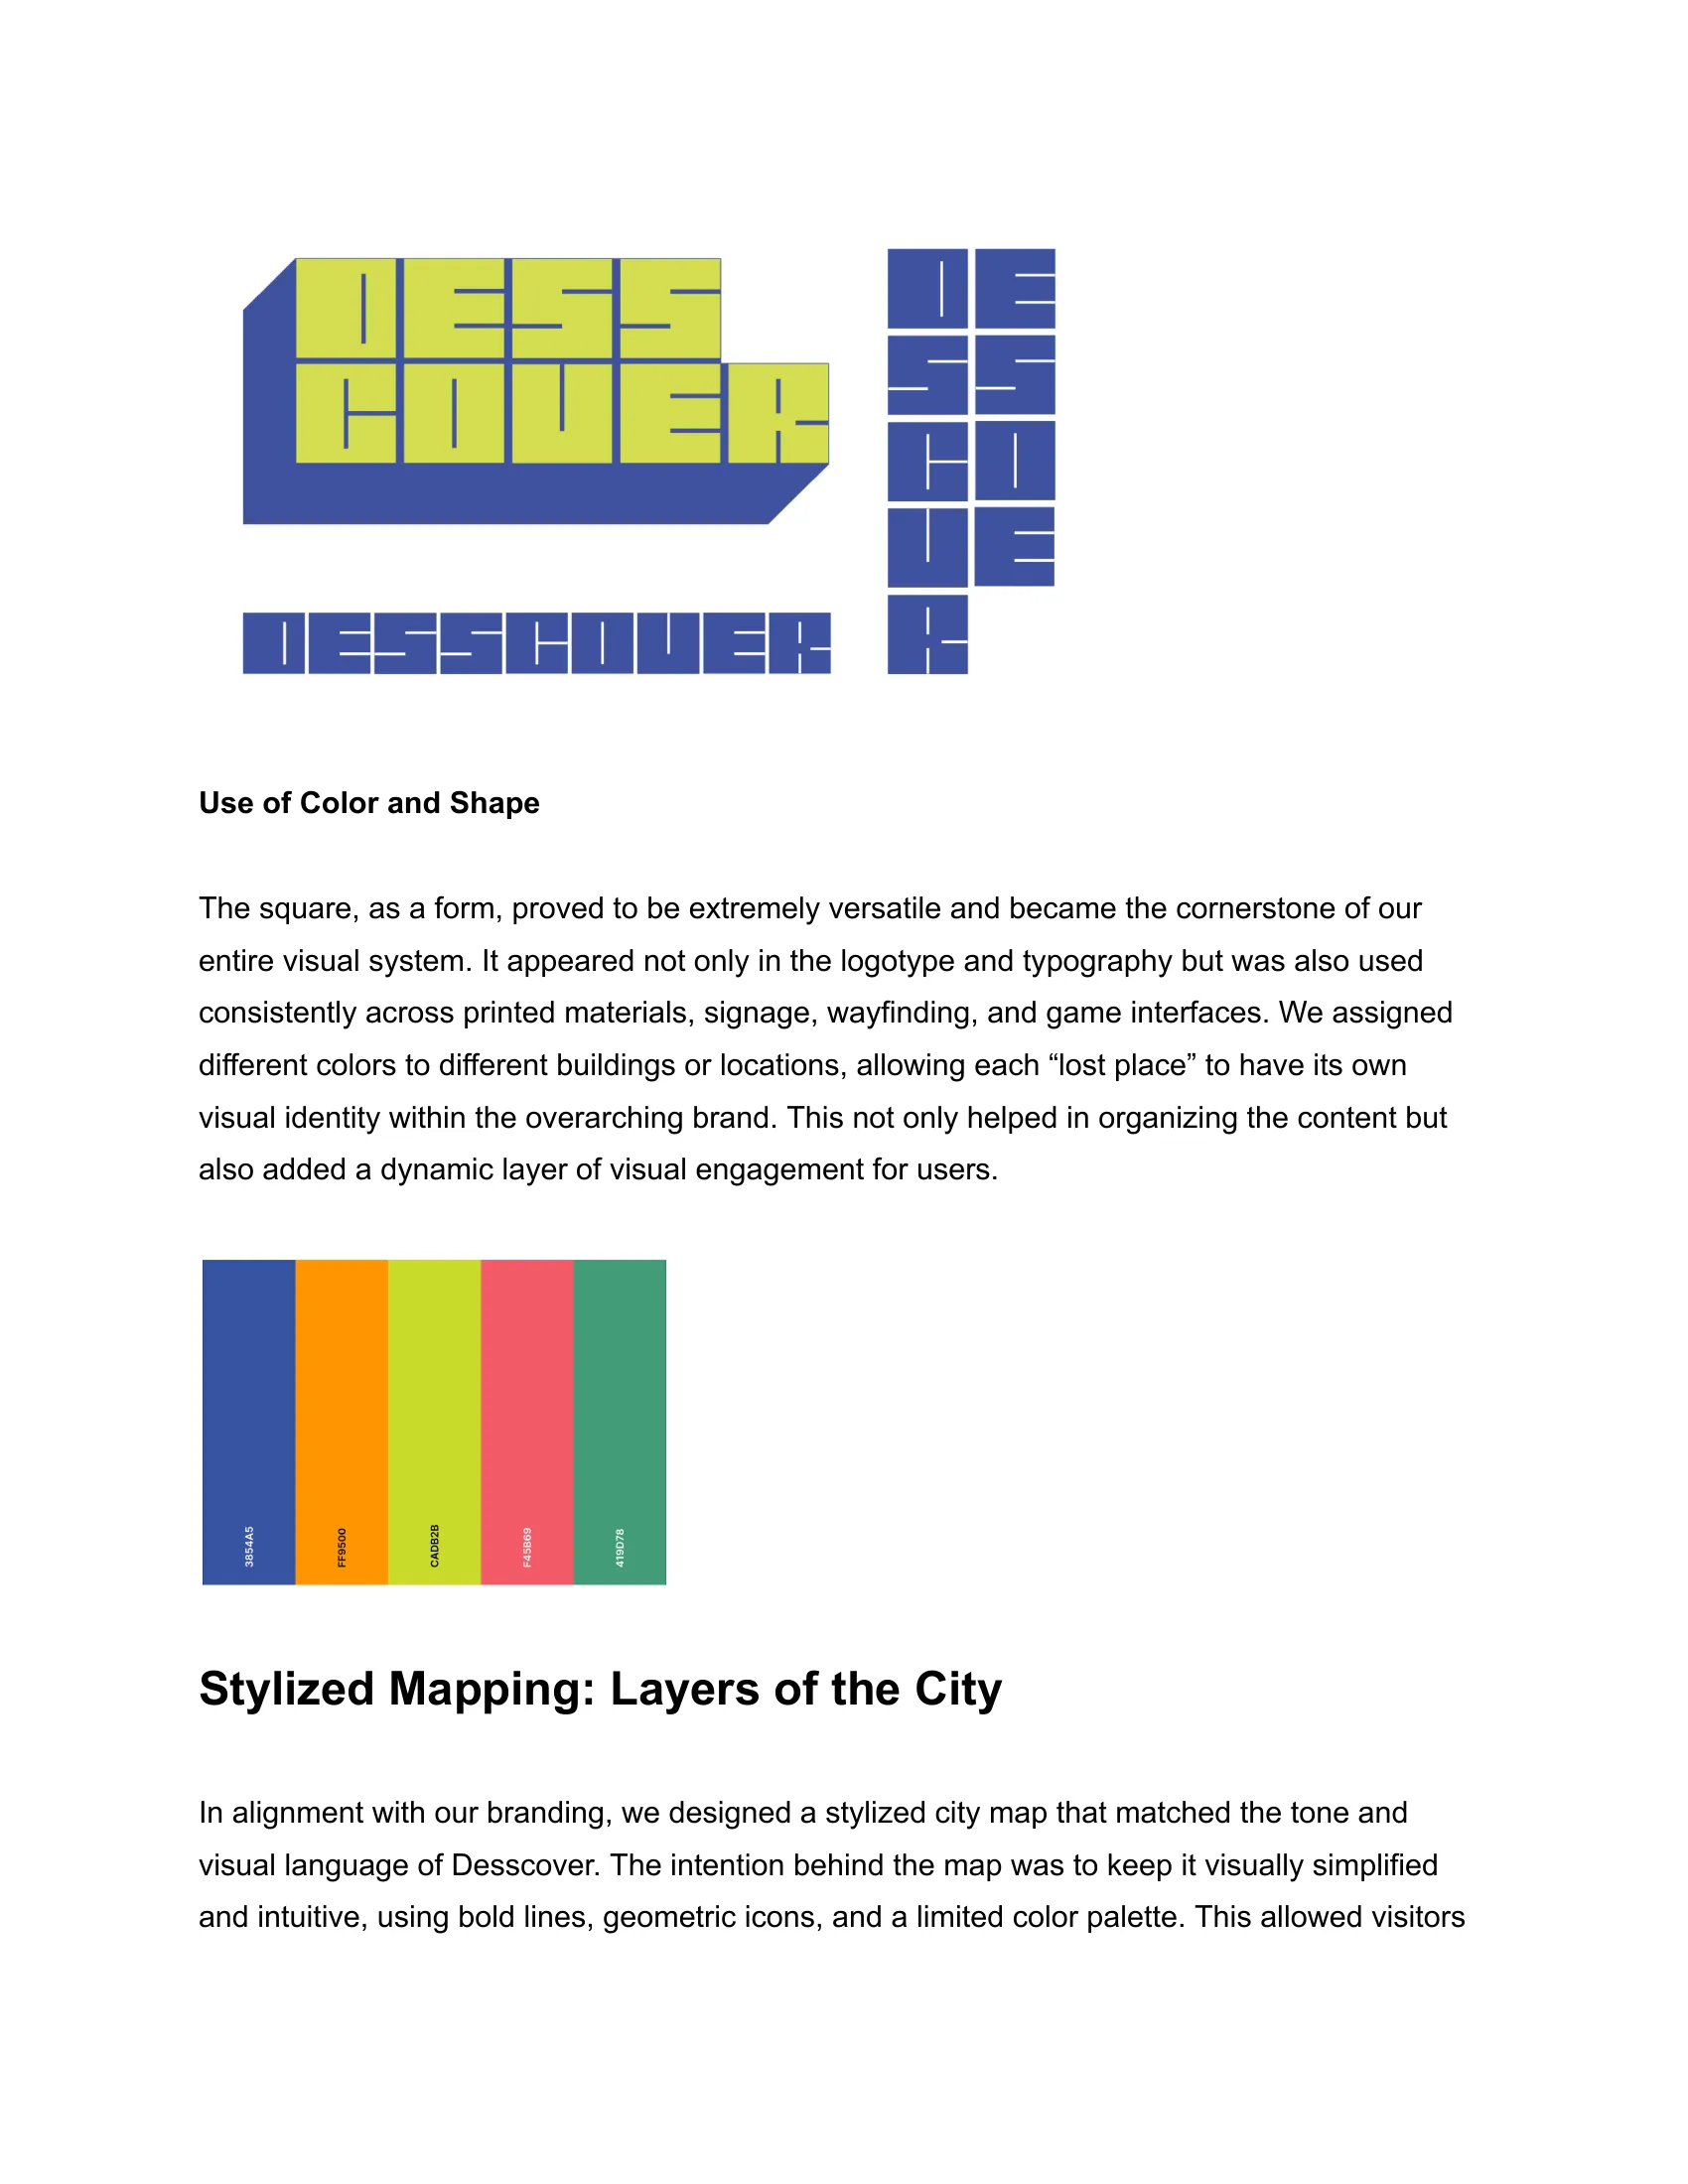 DESS
COVER
DESSCOVER
DE
SS
CO
VE
R
Use of Color and Shape
The square, as a form, proved to be extremely versatile and became the cornerstone of our
entire visual system. It appeared not only in the logotype and typography but was also used
consistently across printed materials, signage, wayfinding, and game interfaces. We assigned
different colors to different buildings or locations, allowing each “lost place” to have its own
visual identity within the overarching brand. This not only helped in organizing the content but
also added a dynamic layer of visual engagement for users.
3854A5
FF9500
CADB2B
F45B69
419D78
Stylized Mapping: Layers of the City
In alignment with our branding, we designed a stylized city map that matched the tone and
visual language of Desscover. The intention behind the map was to keep it visually simplified
and intuitive, using bold lines, geometric icons, and a limited color palette. This allowed visitors